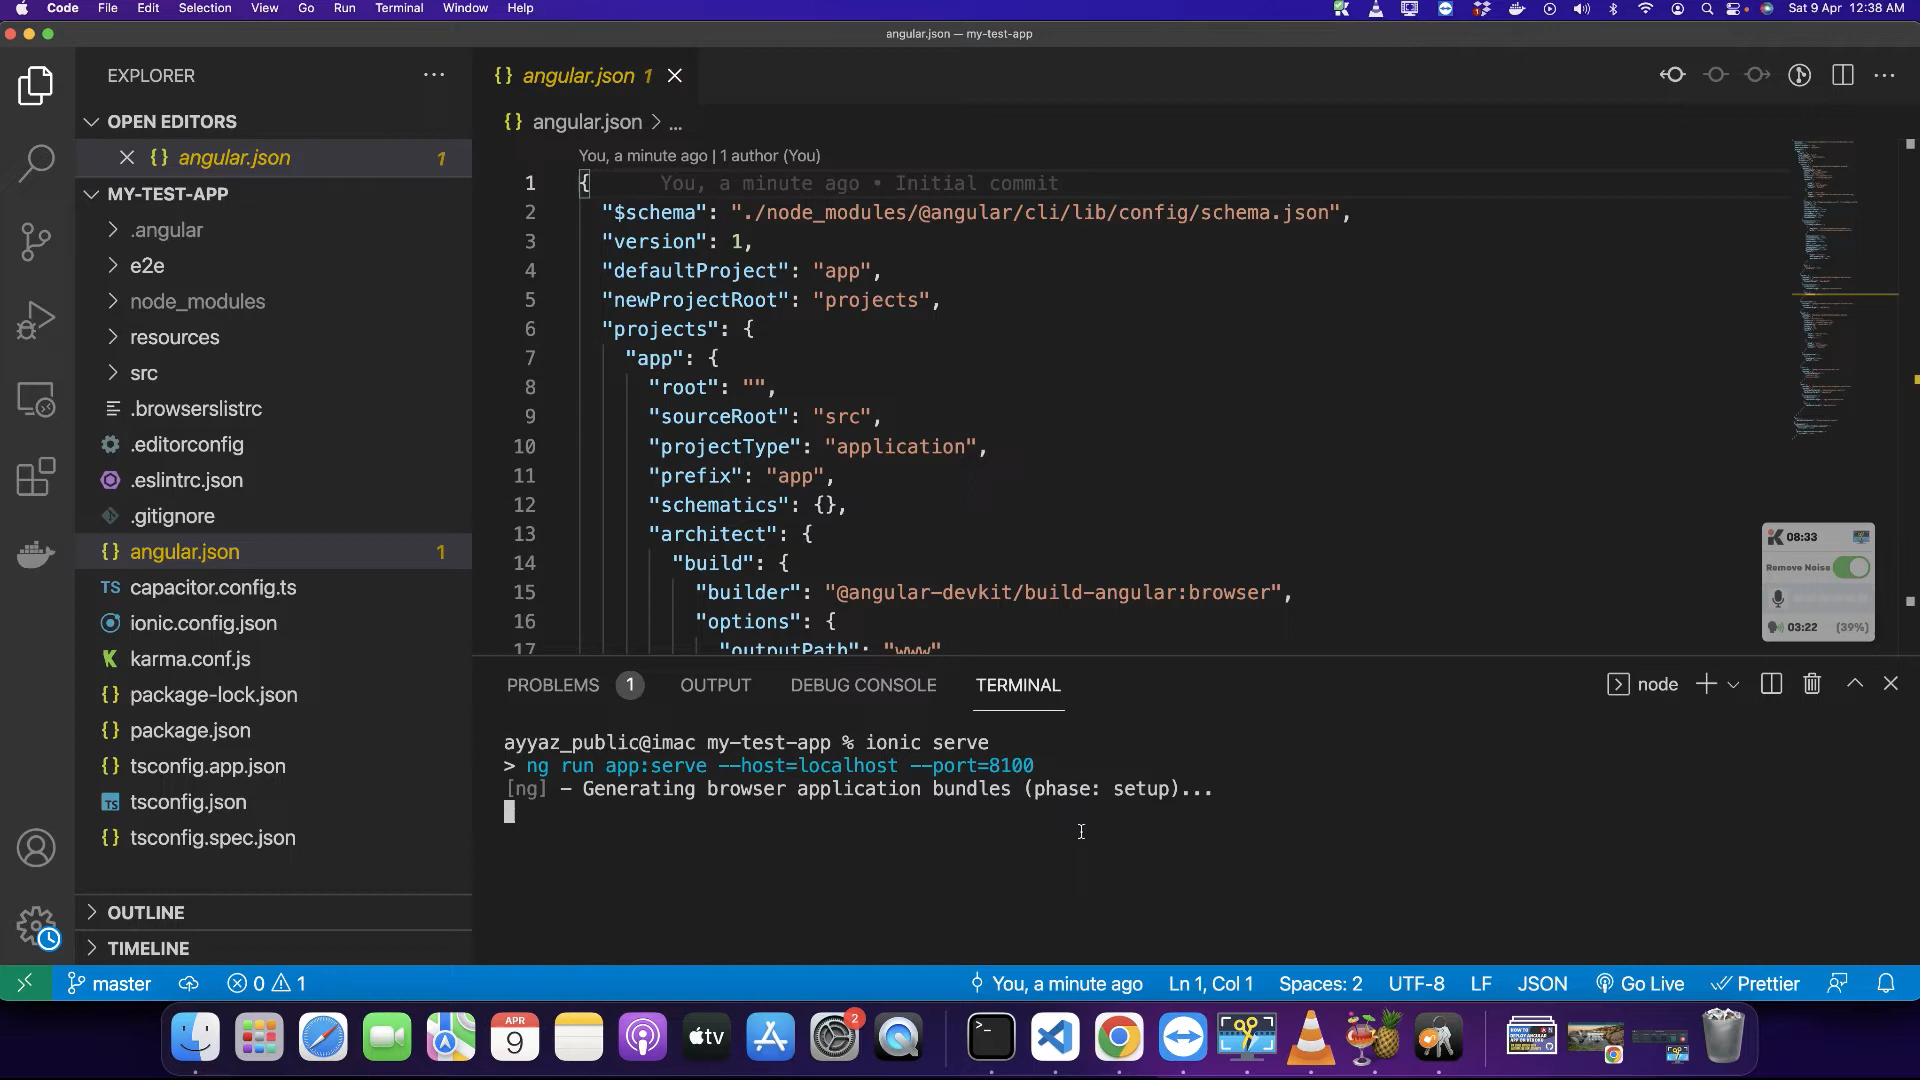 Code File Edit Selection View Go Run Terminal Window Help
Sat 9 Apr 12:38 AM
angular.json — my-test-app
EXPLORER
OPEN EDITORS
angular.json 1
MY-TEST-APP
.angular
e2e
node_modules
resources
src
.browserslistrc
.editorconfig
.eslintrc.json
.gitignore
angular.json 1
TS capacitor.config.ts
ionic.config.json
karma.conf.js
package-lock.json
package.json
tsconfig.app.json
TS tsconfig.json
tsconfig.spec.json
OUTLINE
TIMELINE
{} angular.json 1
{} angular.json > ...
You, a minute ago | 1 author (You)
1 { You, a minute ago • Initial commit
2 "$schema": "./node_modules/@angular/cli/lib/config/schema.json",
3 "version": 1,
4 "defaultProject": "app",
5 "newProjectRoot": "projects",
6 "projects": {
7 "app": {
8 "root": "",
9 "sourceRoot": "src",
10 "projectType": "application",
11 "prefix": "app",
12 "schematics": {},
13 "architect": {
14 "build": {
15 "builder": "@angular-devkit/build-angular:browser",
16 "options": {
17 "outputPath": "www"
08:33
Remove Noise
03:22 (39%)
PROBLEMS 1 OUTPUT DEBUG CONSOLE TERMINAL
node
ayyaz_public@imac my-test-app % ionic serve
> ng run app:serve --host=localhost --port=8100
[ng] - Generating browser application bundles (phase: setup)...
master 0 1
You, a minute ago Ln 1, Col 1 Spaces: 2 UTF-8 LF JSON Go Live Prettier
APR
9
tv
2